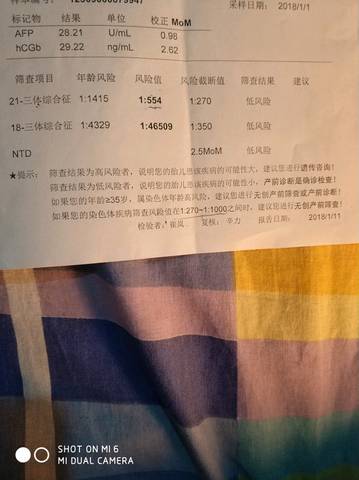 采样日期： 2018/1/1
标记物 结果 单位 校正 MoM
AFP 28.21 U/mL 0.98
hCGb 29.22 ng/mL 2.62
筛查项目 年龄风险 风险值 风险截断值 筛查结果 建议
21-三体综合征 1:1415 1:554 1:270 低风险
18-三体综合征 1:4329 1:46509 1:350 低风险
NTD 2.5MoM 低风险
★提示： 筛查结果为高风险者，说明您的胎儿患该疾病的可能性大，建议您进行遗传咨询！
筛查结果为低风险者，说明您的胎儿患该疾病的可能性小，产前诊断是确诊检查！
如果您的年龄≥35岁，属染色体年龄高风险，建议您进行无创产前筛查或产前诊断！
如果您的染色体疾病筛查风险值在1:270~1:1000之间时，建议您进行无创产前筛查！
检验者： 崔岚 复核： 辛力 报告日期： 2018/1/11
SHOT ON MI 6
MI DUAL CAMERA